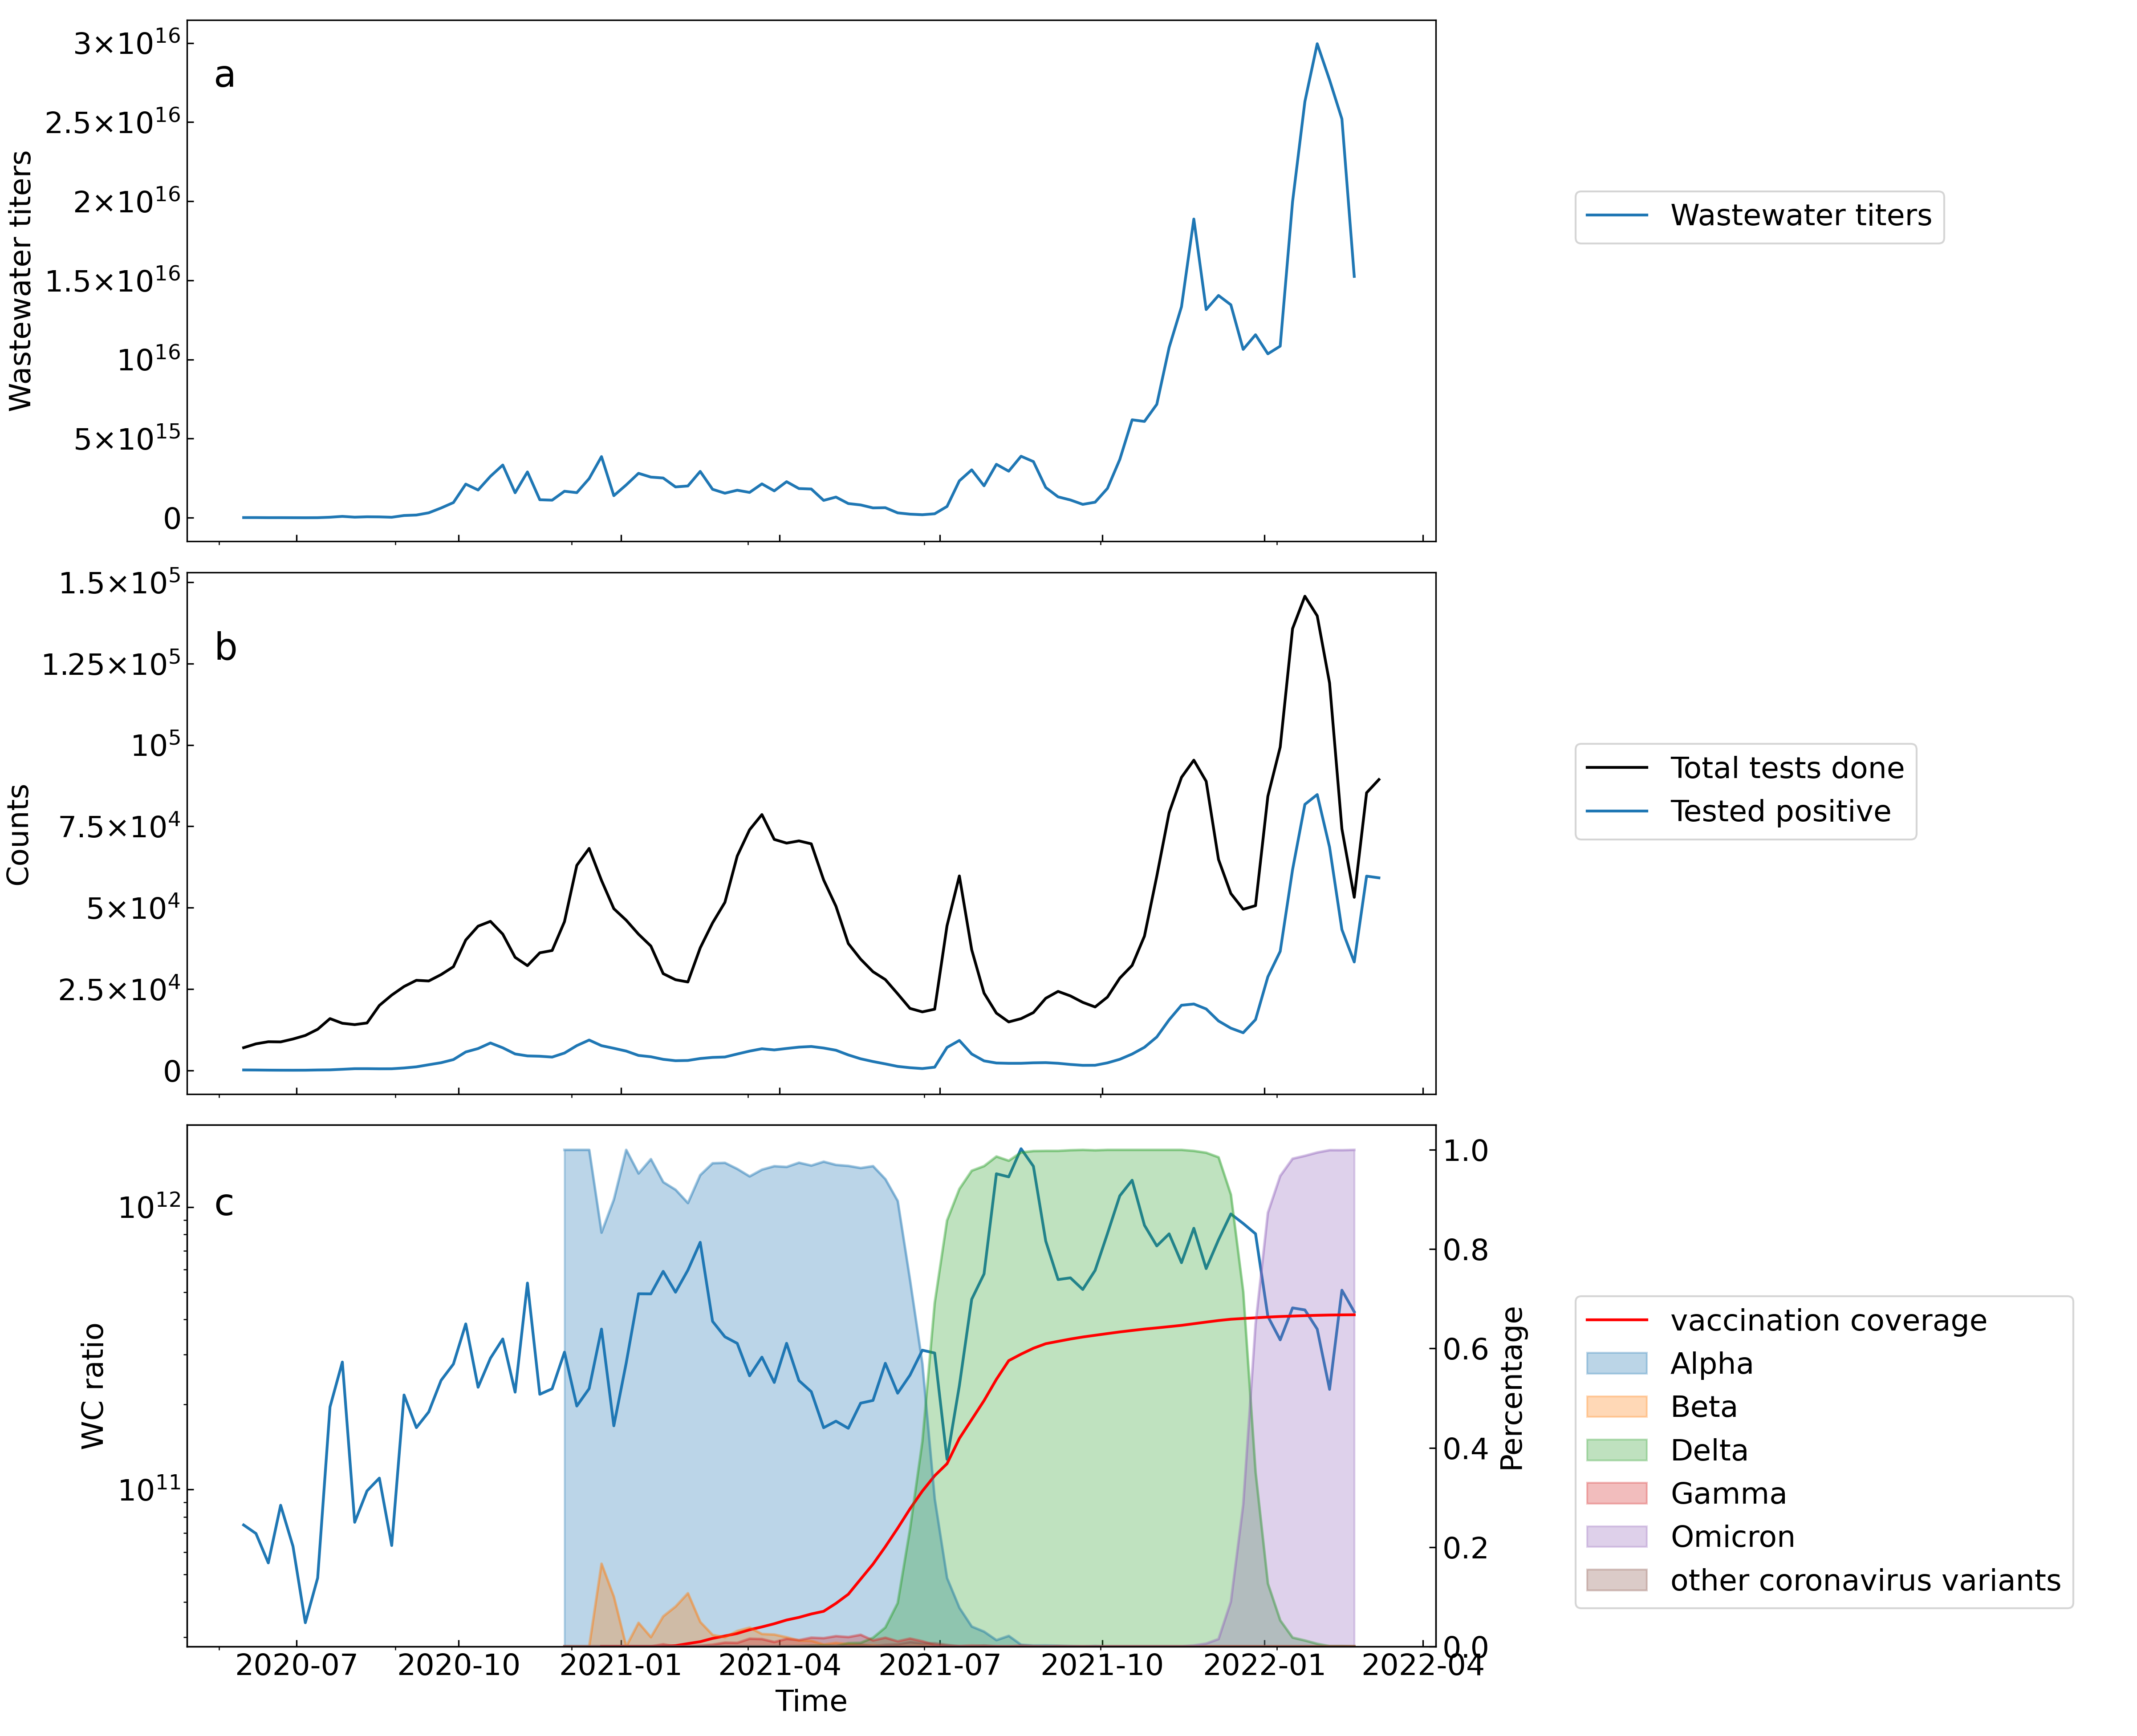 a
3×10¹⁶
2.5×10¹⁶
2×10¹⁶
1.5×10¹⁶
10¹⁶
5×10¹⁵
0
Wastewater titers
Wastewater titers
b
1.5×10⁵
1.25×10⁵
10⁵
7.5×10⁴
5×10⁴
2.5×10⁴
0
Counts
Total tests done
Tested positive
c
10¹²
10¹¹
WC ratio
1.0
0.8
0.6
0.4
0.2
0.0
Percentage
vaccination coverage
Alpha
Beta
Delta
Gamma
Omicron
other coronavirus variants
2020-07 2020-10 2021-01 2021-04 2021-07 2021-10 2022-01 2022-04
Time